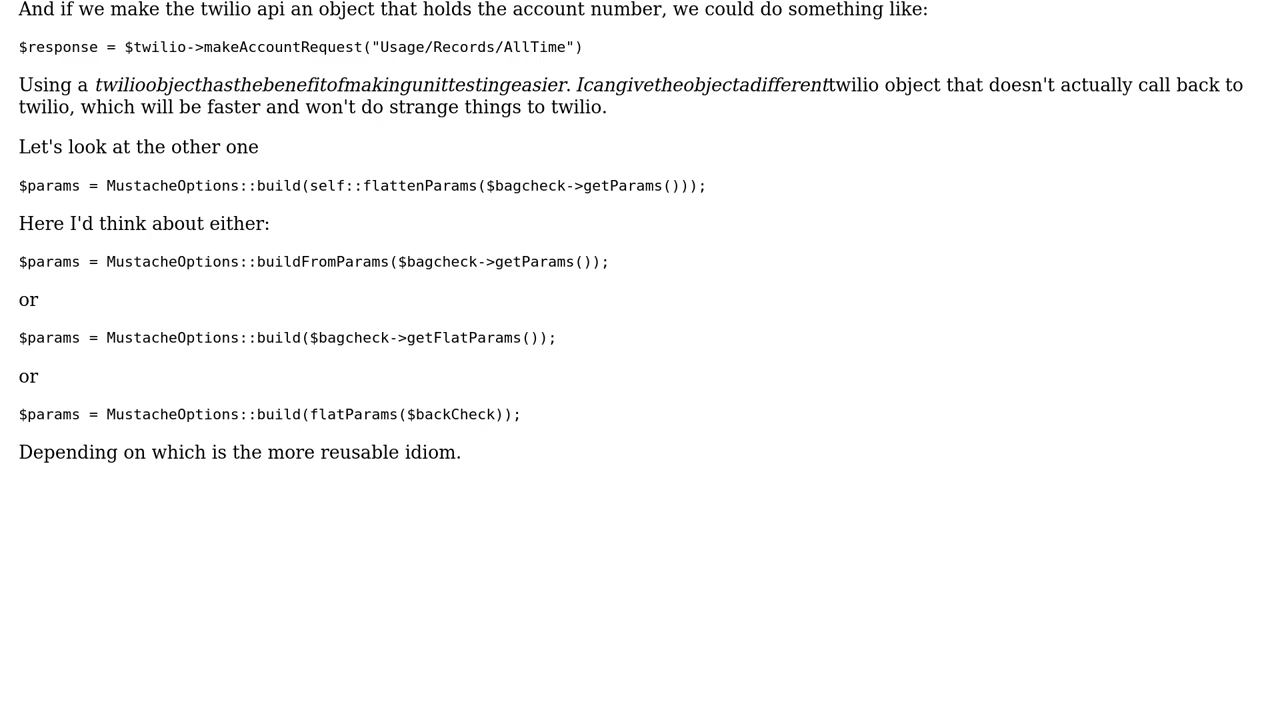 And if we make the twilio api an object that holds the account number, we could do something like:
$response = $twilio->makeAccountRequest("Usage/Records/AllTime")
Using a twilioobjecthasthebenefitofmakingunittestingeasier. Icangivetheobjectadifferenttwilio object that doesn't actually call back to
twilio, which will be faster and won't do strange things to twilio.
Let's look at the other one
$params = MustacheOptions::build(self::flattenParams($bagcheck->getParams()));
Here I'd think about either:
$params = MustacheOptions::buildFromParams($bagcheck->getParams());
or
$params = MustacheOptions::build($bagcheck->getFlatParams());
or
$params = MustacheOptions::build(flatParams($backCheck));
Depending on which is the more reusable idiom.